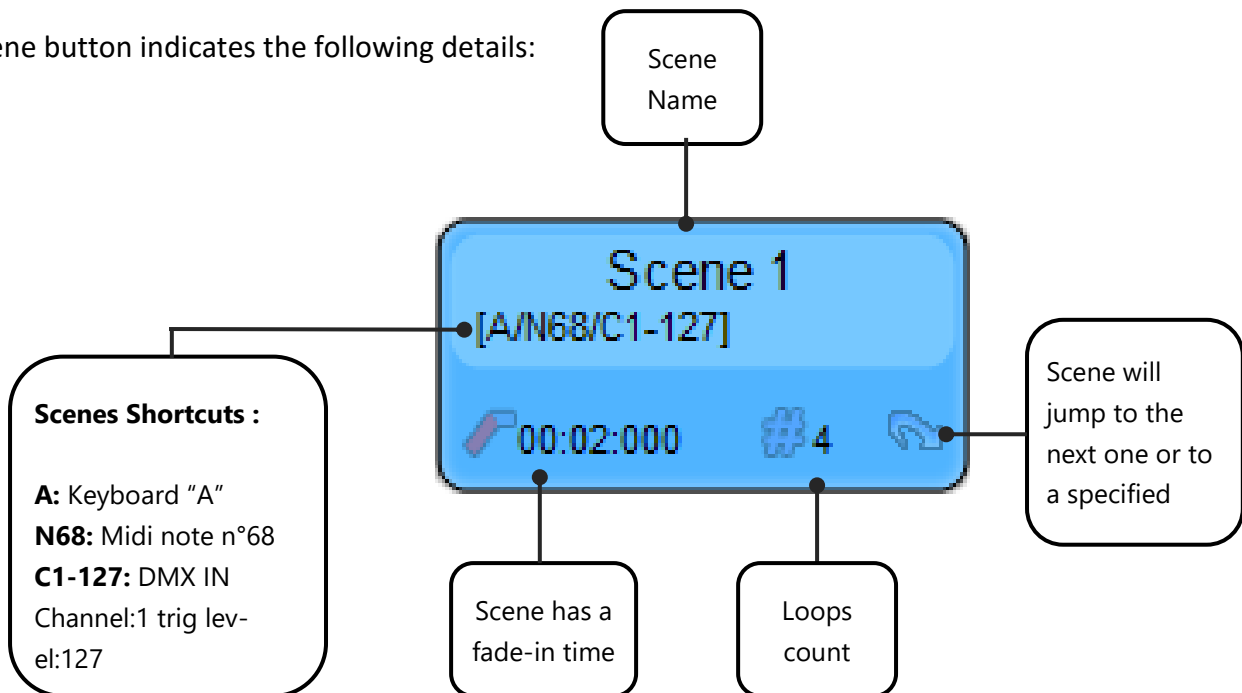 ene button indicates the following details:
Scene
Name
Scene 1
[A/N68/C1-127]
00:02:000
#4
Scenes Shortcuts :
A: Keyboard “A”
N68: Midi note n°68
C1-127: DMX IN
Channel:1 trig lev-
el:127
Scene has a
fade-in time
Loops
count
Scene will
jump to the
next one or to
a specified